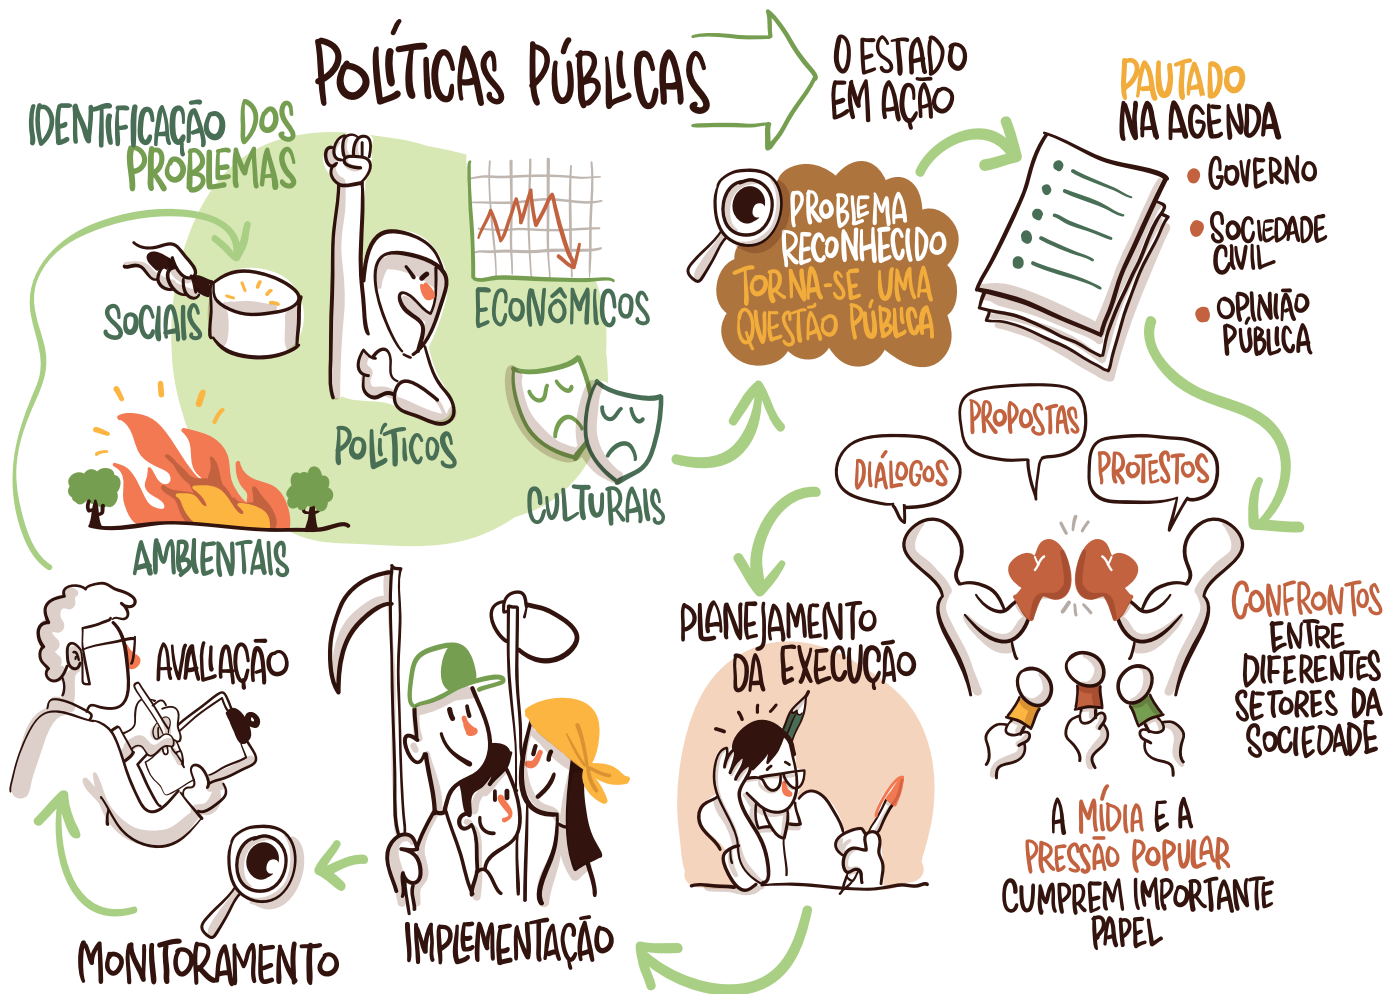 POLÍTICAS PÚBLICAS
O ESTADO
EM AÇÃO
IDENTIFICAÇÃO DOS
PROBLEMAS
SOCIAIS
POLÍTICOS
ECONÔMICOS
CULTURAIS
AMBIENTAIS
PROBLEMA
RECONHECIDO
TORNA-SE UMA
QUESTÃO PÚBLICA
PAUTADO
NA AGENDA
• GOVERNO
• SOCIEDADE
CIVIL
• OPINIÃO
PÚBLICA
DIÁLOGOS
PROPOSTAS
PROTESTOS
CONFRONTOS
ENTRE
DIFERENTES
SETORES DA
SOCIEDADE
A MÍDIA E A
PRESSÃO POPULAR
CUMPREM IMPORTANTE
PAPEL
PLANEJAMENTO
DA EXECUÇÃO
IMPLEMENTAÇÃO
MONITORAMENTO
AVALIAÇÃO